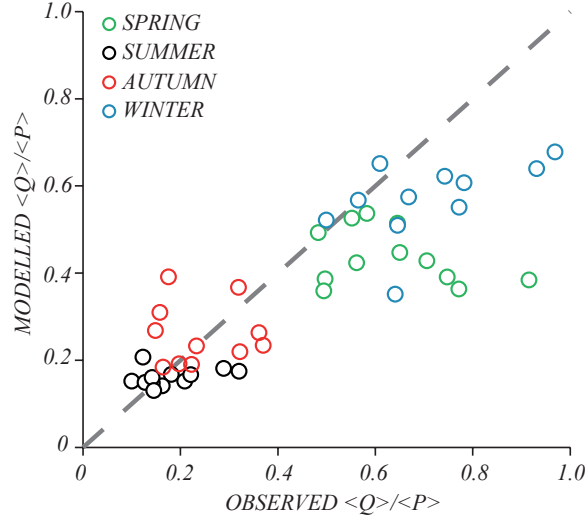 1.0
SPRING
SUMMER
AUTUMN
WINTER
0.8
0.6
0.4
0.2
0
MODELLED <Q>/<P>
0 0.2 0.4 0.6 0.8 1.0
OBSERVED <Q>/<P>